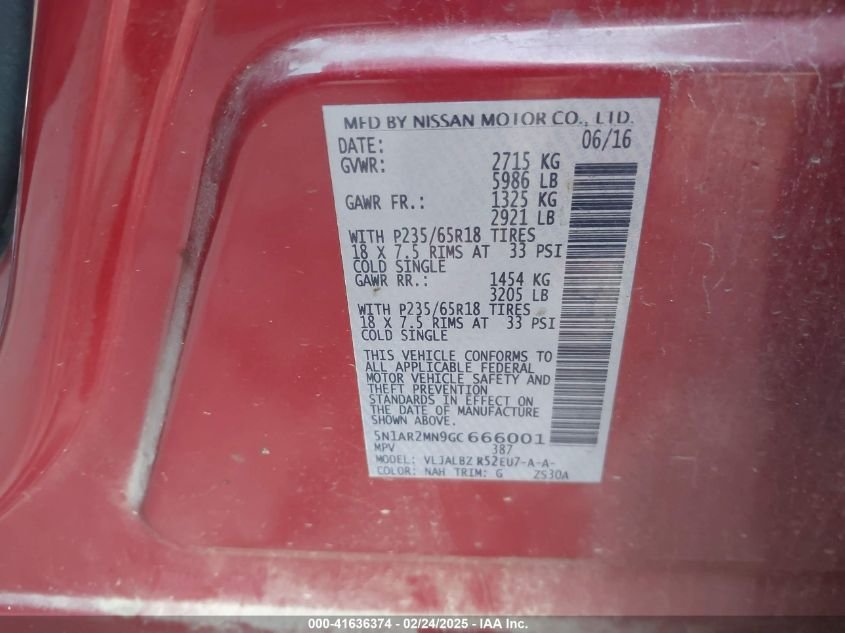 MFD BY NISSAN MOTOR CO., LTD.
DATE: 06/16
GVWR: 2715 KG
5986 LB
GAWR FR.: 1325 KG
2921 LB
WITH P235/65R18 TIRES
18 X 7.5 RIMS AT 33 PSI
COLD SINGLE
GAWR RR.: 1454 KG
3205 LB
WITH P235/65R18 TIRES
18 X 7.5 RIMS AT 33 PSI
COLD SINGLE
THIS VEHICLE CONFORMS TO
ALL APPLICABLE FEDERAL
MOTOR VEHICLE SAFETY AND
THEFT PREVENTION
STANDARDS IN EFFECT ON
THE DATE OF MANUFACTURE
SHOWN ABOVE.
5N1AR2MN9GC 666001
MPV 387
MODEL: VLJALBZ R52EU7-A-A-
COLOR: NAH TRIM: G ZS30A
000-41636374 - 02/24/2025 - IAA Inc.